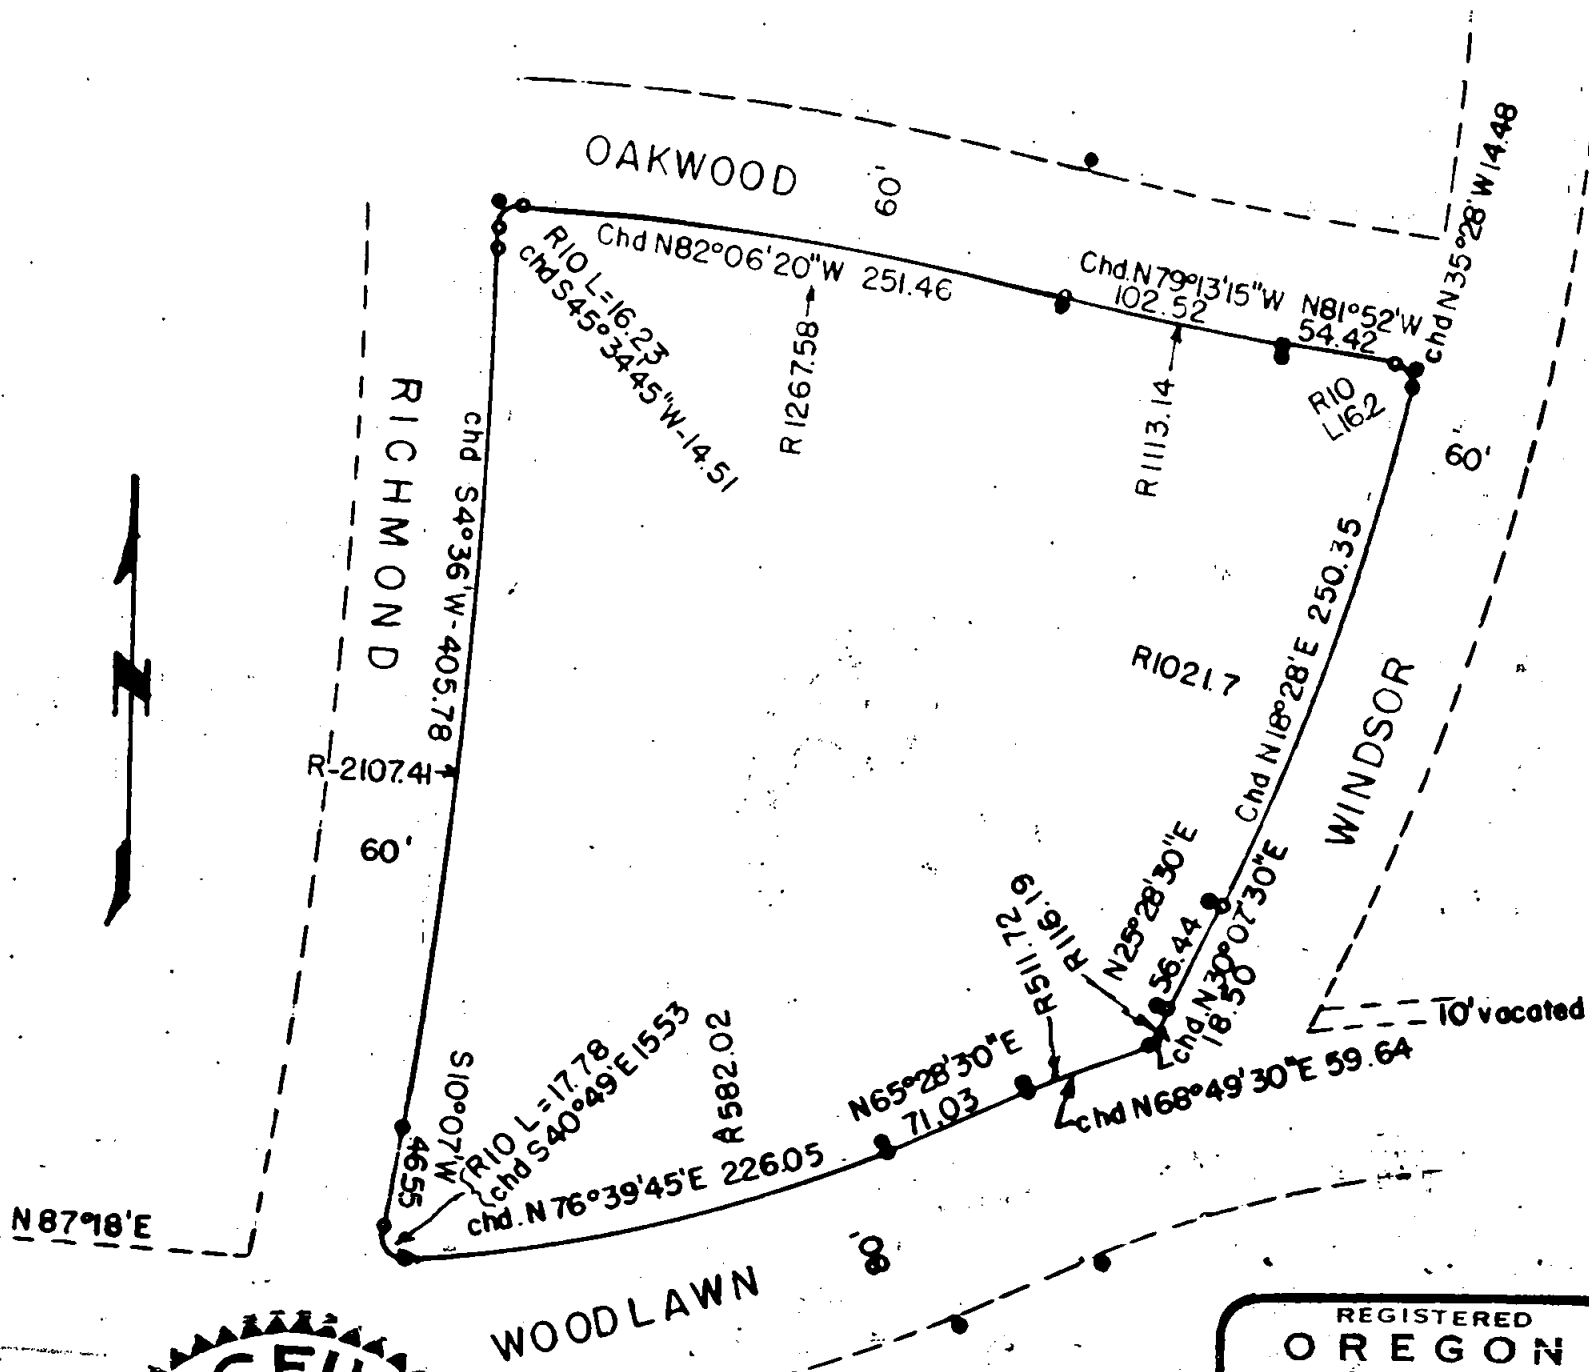 OAKWOOD
60'
Chd N82°06'20"W 251.46
R10 L=16.23
chd S45°34'45"W-14.51
R1267.58
Chd. N79°13'15"W
102.52
N81°52'W
54.42
chd N35°28'W 14.48
R1113.14
R10
L16.2
60'
RICHMOND
chd S4°36'W-405.78
R-2107.41
60'
N
R1021.7
Chd N18°28'E 250.35
WINDSOR
N25°28'30"E
56.44
chd. N30°07'30"E
18.50
R116.19
R511.72
10' vacated
chd N68°49'30"E 59.64
N65°28'30"E
71.03
R582.02
chd. N76°39'45'E 226.05
R10 L=17.78
chd S40°49'E 15.53
S10°07'W
46.55
N87°18'E
WOODLAWN
80'
REGISTERED
OREGON